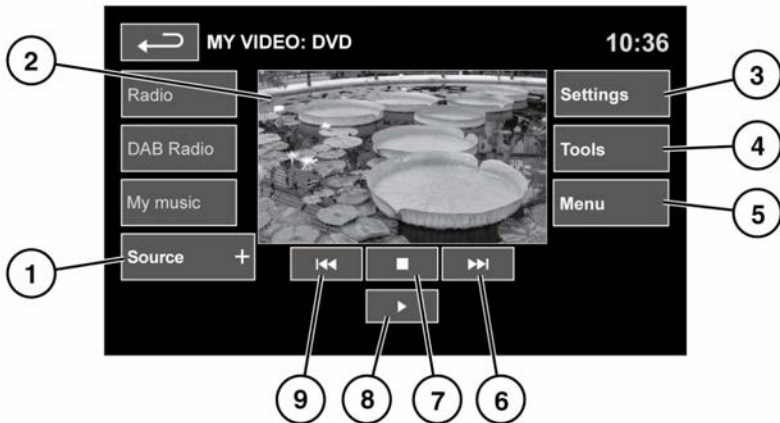 MY VIDEO: DVD
10:36
Radio
DAB Radio
My music
Source +
Settings
Tools
Menu
1
2
3
4
5
6
7
8
9